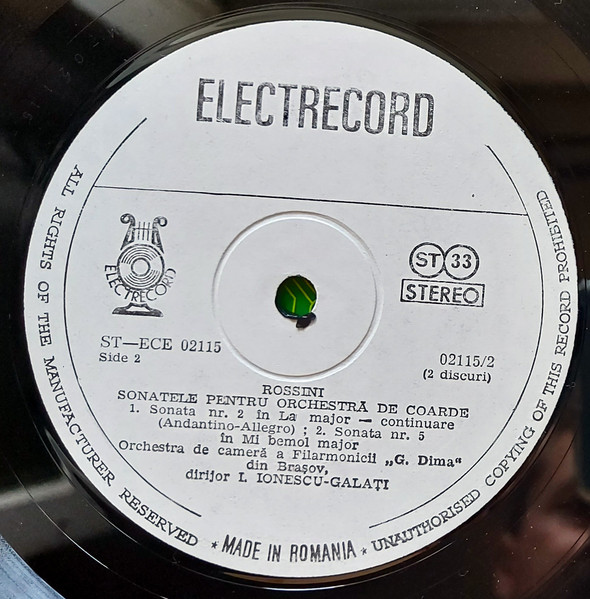 ELECTRECORD
ELECTRECORD
ST 33
STEREO
ST—ECE 02115
Side 2
02115/2
(2 discuri)
ROSSINI
SONATELE PENTRU ORCHESTRĂ DE COARDE
1. Sonata nr. 2 în La major — continuare
(Andantino-Allegro) ; 2. Sonata nr. 5
în Mi bemol major
Orchestra de cameră a Filarmonicii „G. Dima“
din Brașov,
dirijor I. IONESCU-GALAȚI
ALL RIGHTS OF THE MANUFACTURER RESERVED * MADE IN ROMANIA * UNAUTHORISED COPYING OF THIS RECORD PROHIBITED